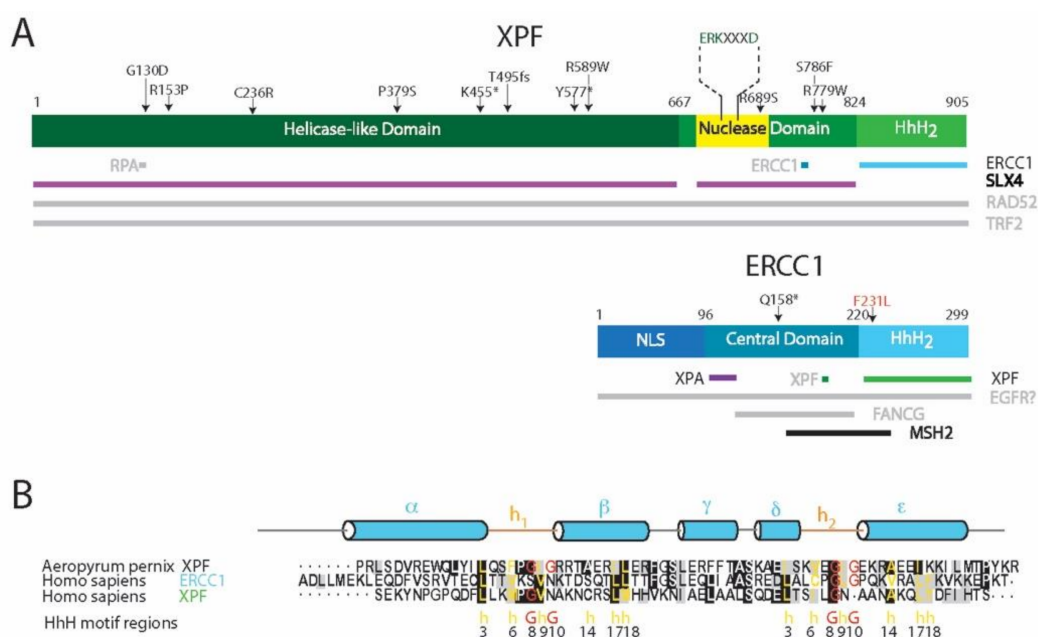 A
XPF
ERKXXXD
G130D
R153P
C236R
P379S
K455*
T495fs
Y577*
R589W
R689S
S786F
R779W
1
667
824
905
Helicase-like Domain
Nuclease Domain
HhH2
RPA
ERCC1
ERCC1
SLX4
RAD52
TRF2
ERCC1
Q158*
F231L
1
96
220
299
NLS
Central Domain
HhH2
XPA
XPF
XPF
EGFR?
FANCG
MSH2
B
α h1 β γ δ h2 ε
Aeropyrum pernix XPF
Homo sapiens ERCC1
Homo sapiens XPF
HhH motif regions
h h G h G h h h h h G h G h h h
3 6 8 9 10 14 17 18 3 6 8 9 10 14 17 18